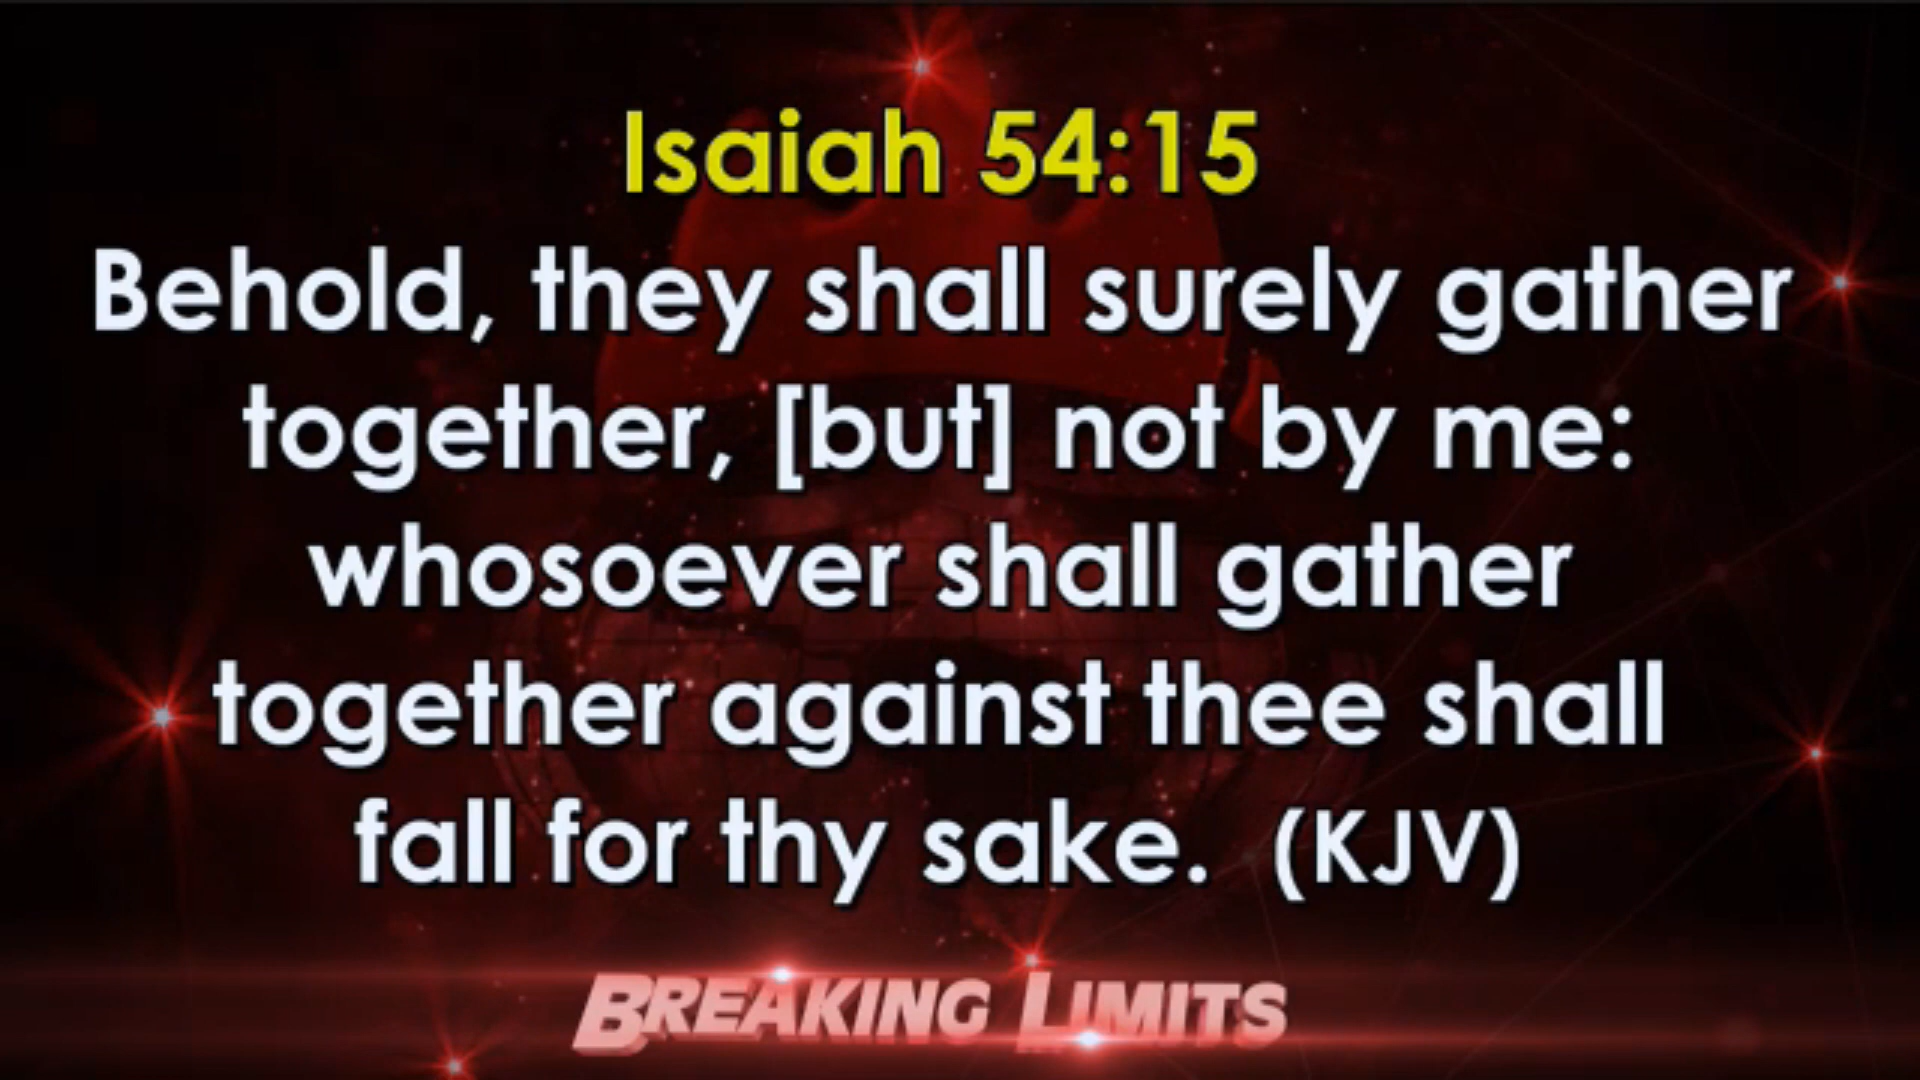 Isaiah 54:15
Behold, they shall surely gather
together, [but] not by me:
whosoever shall gather
together against thee shall
fall for thy sake. (KJV)
BREAKING LIMITS